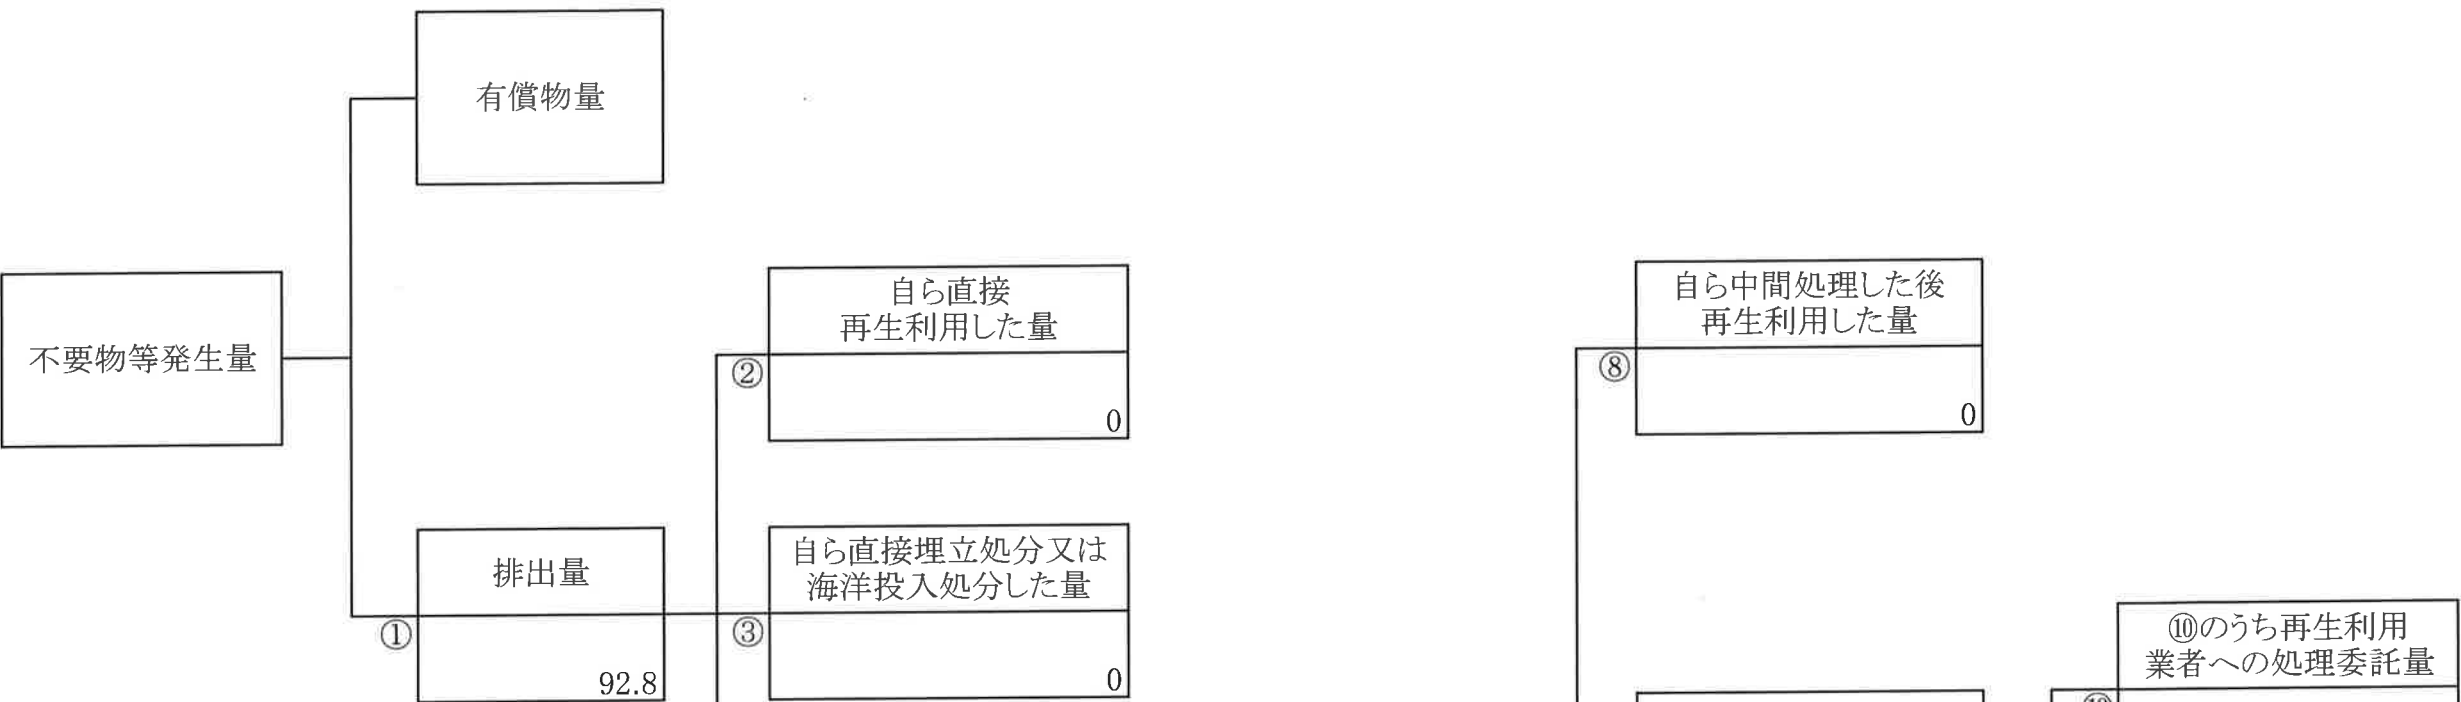 有償物量
不要物等発生量
自ら直接
再生利用した量
②
0
自ら中間処理した後
再生利用した量
⑧
0
排出量
①
92.8
自ら直接埋立処分又は
海洋投入処分した量
③
0
⑩のうち再生利用
業者への処理委託量